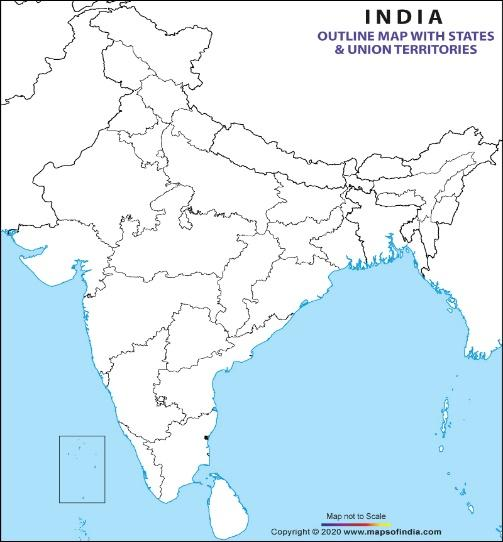 INDIA
OUTLINE MAP WITH STATES
& UNION TERRITORIES
Map not to Scale
Copyright © 2020 www.mapsofindia.com